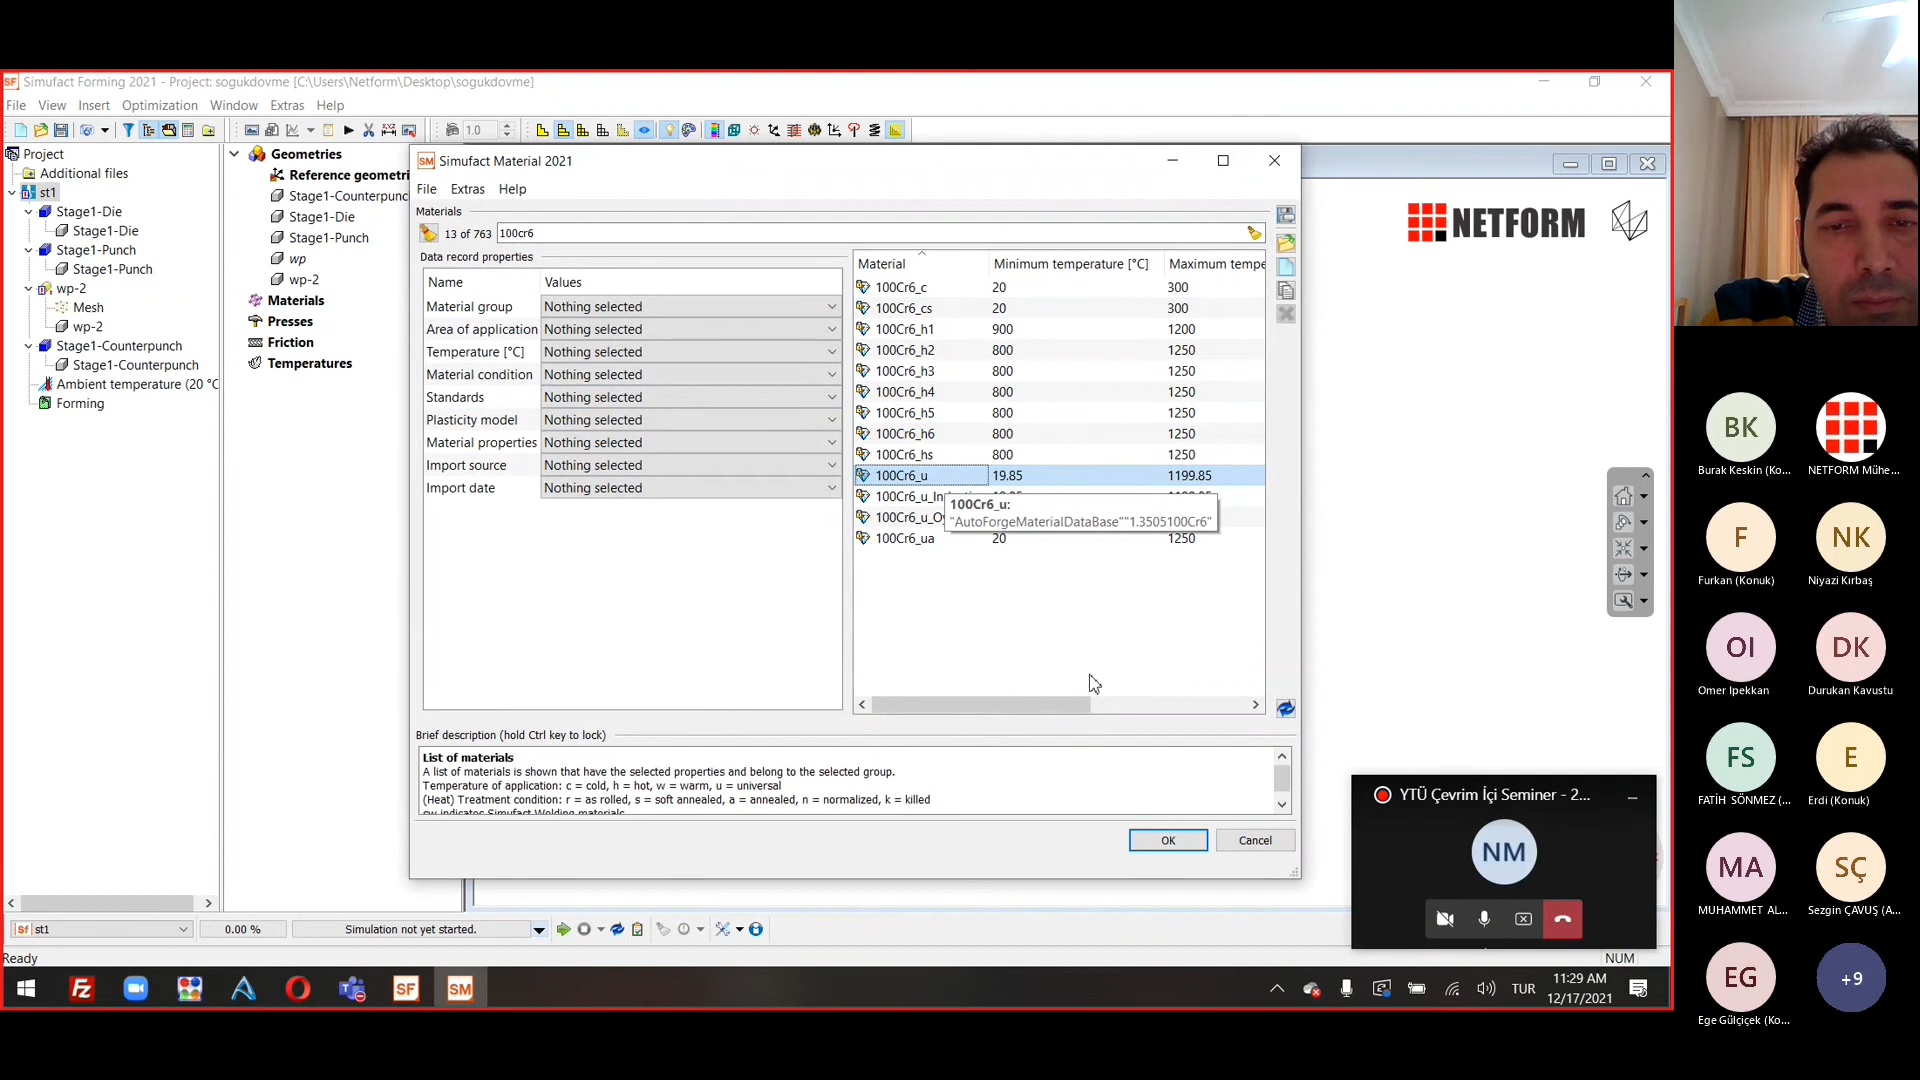 Simufact Forming 2021 - Project: sogukdovme [C:\Users\Netform\Desktop\sogukdovme]
File View Insert Optimization Window Extras Help
1.0
Project
Additional files
st1
Stage1-Die
Stage1-Die
Stage1-Punch
Stage1-Punch
wp-2
Mesh
wp-2
Stage1-Counterpunch
Stage1-Counterpunch
Ambient temperature (20 °C
Forming
Geometries
Reference geometri
Stage1-Counterpunc
Stage1-Die
Stage1-Punch
wp
wp-2
Materials
Presses
Friction
Temperatures
SM Simufact Material 2021
File Extras Help
Materials
13 of 763 100cr6
Data record properties
Name Values
Material group Nothing selected
Area of application Nothing selected
Temperature [°C] Nothing selected
Material condition Nothing selected
Standards Nothing selected
Plasticity model Nothing selected
Material properties Nothing selected
Import source Nothing selected
Import date Nothing selected
Material Minimum temperature [°C] Maximum tempe
100Cr6_c 20 300
100Cr6_cs 20 300
100Cr6_h1 900 1200
100Cr6_h2 800 1250
100Cr6_h3 800 1250
100Cr6_h4 800 1250
100Cr6_h5 800 1250
100Cr6_h6 800 1250
100Cr6_hs 800 1250
100Cr6_u 19.85 1199.85
100Cr6_u:
"AutoForgeMaterialDataBase""1.3505100Cr6"
100Cr6_ua 20 1250
Brief description (hold Ctrl key to lock)
List of materials
A list of materials is shown that have the selected properties and belong to the selected group.
Temperature of application: c = cold, h = hot, w = warm, u = universal
(Heat) Treatment condition: r = as rolled, s = soft annealed, a = annealed, n = normalized, k = killed
sw indicates Simufact Welding materials
OK Cancel
NETFORM
YTÜ Çevrim İçi Seminer - 2...
NM
Sf st1 0.00 % Simulation not yet started.
Ready
NUM
FZ SF SM
TUR
11:29 AM
12/17/2021
BK
Burak Keskin (Ko...
NETFORM Mühe...
F
Furkan (Konuk)
NK
Niyazi Kırbaş
OI
Omer Ipekkan
DK
Durukan Kavustu
FS
FATİH SÖNMEZ (...
E
Erdi (Konuk)
MA
MUHAMMET AL...
SÇ
Sezgin ÇAVUŞ (A...
EG
Ege Gülçiçek (Ko...
+9